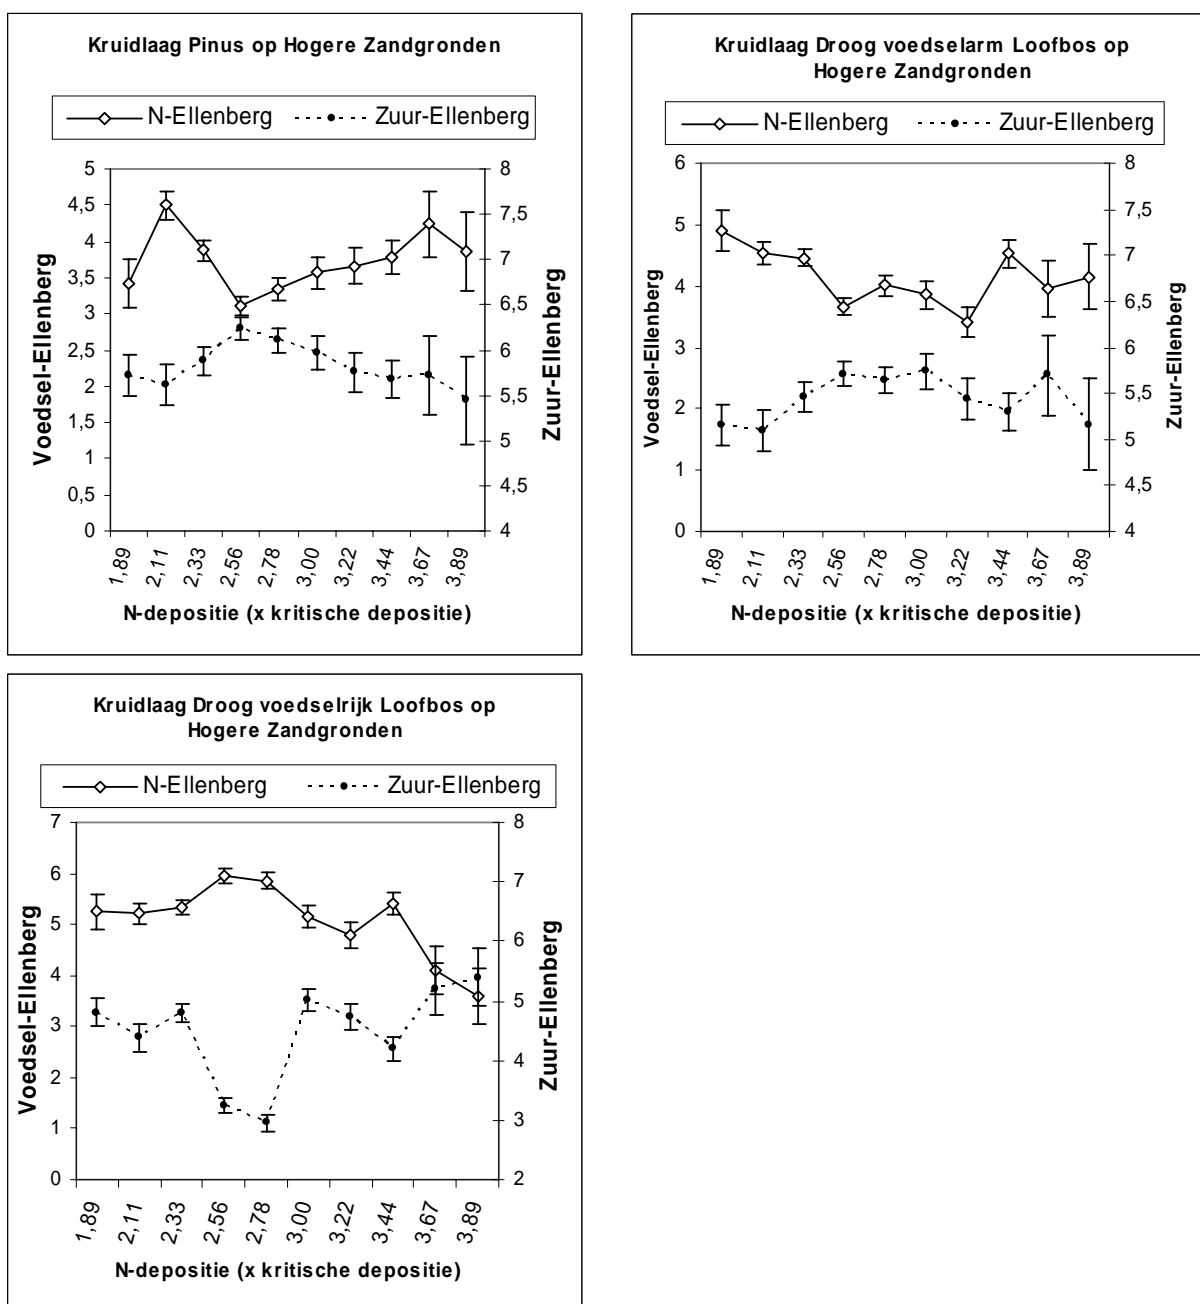 Kruidlaag Pinus op Hogere Zandgronden
N-Ellenberg Zuur-Ellenberg
Voedsel-Ellenberg
5
4,5
4
3,5
3
2,5
2
1,5
1
0,5
0
8
7,5
7
6,5
6
5,5
5
4,5
4
Zuur-Ellenberg
1,89 2,11 2,33 2,56 2,78 3,00 3,22 3,44 3,67 3,89
N-depositie (x kritische depositie)
Kruidlaag Droog voedselarm Loofbos op
Hogere Zandgronden
N-Ellenberg Zuur-Ellenberg
Voedsel-Ellenberg
6
5
4
3
2
1
0
8
7,5
7
6,5
6
5,5
5
4,5
4
Zuur-Ellenberg
1,89 2,11 2,33 2,56 2,78 3,00 3,22 3,44 3,67 3,89
N-depositie (x kritische depositie)
Kruidlaag Droog voedselrijk Loofbos op
Hogere Zandgronden
N-Ellenberg Zuur-Ellenberg
Voedsel-Ellenberg
7
6
5
4
3
2
1
0
8
7
6
5
4
3
2
Zuur-Ellenberg
1,89 2,11 2,33 2,56 2,78 3,00 3,22 3,44 3,67 3,89
N-depositie (x kritische depositie)